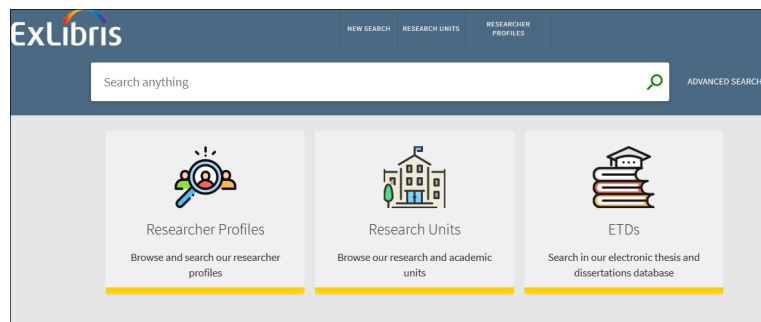 ExLibris
NEW SEARCH
RESEARCH UNITS
RESEARCHER
PROFILES
Search anything
ADVANCED SEARCH
Researcher Profiles
Browse and search our researcher
profiles
Research Units
Browse our research and academic
units
ETDs
Search in our electronic thesis and
dissertations database